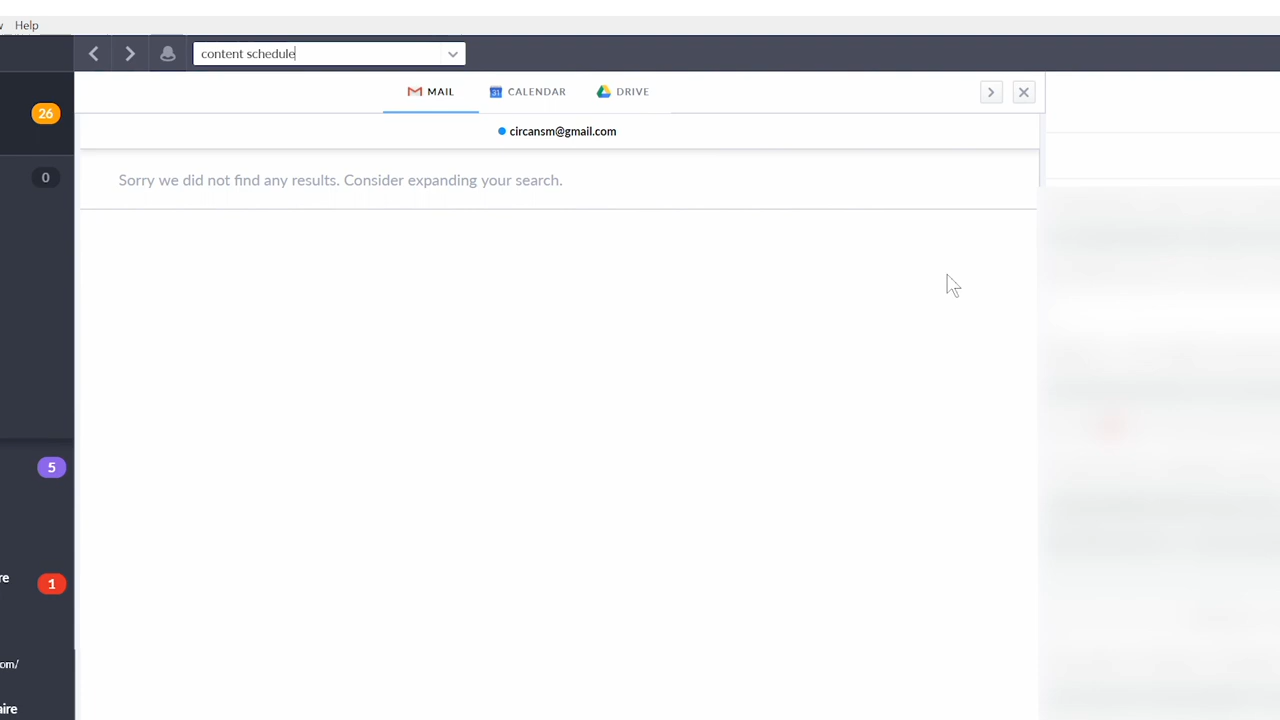 Help
content schedule
MAIL CALENDAR DRIVE
26
circansm@gmail.com
0
Sorry we did not find any results. Consider expanding your search.
5
re
1
om/
aire